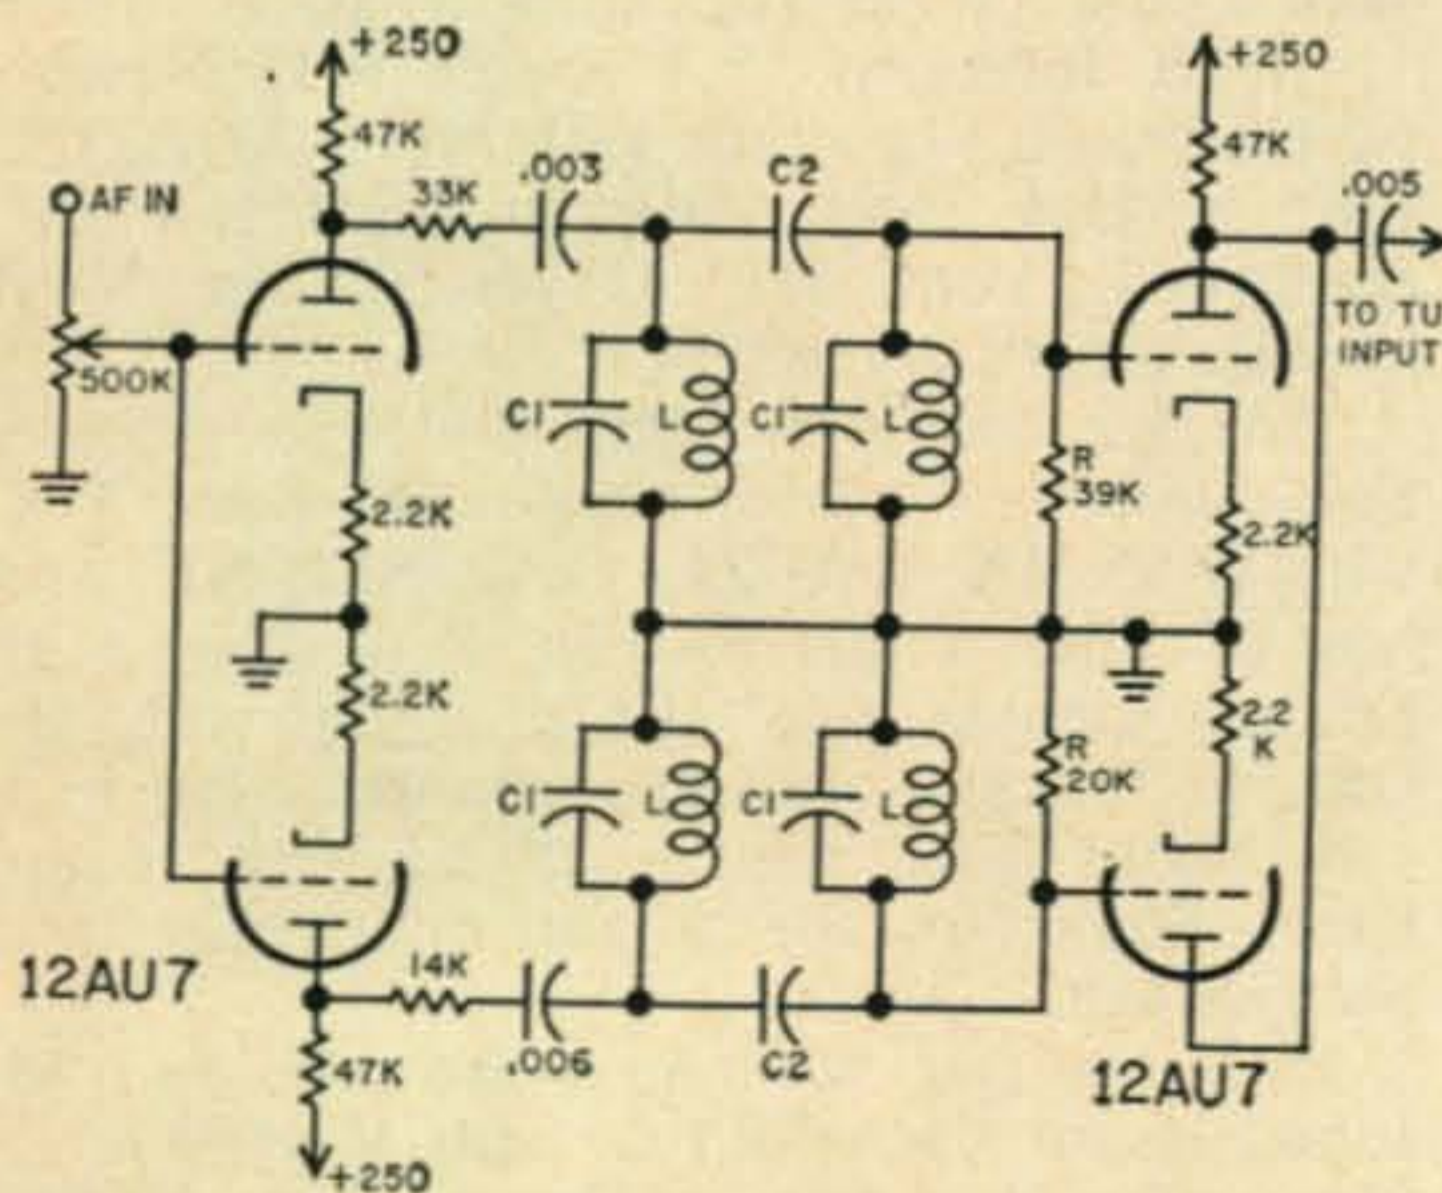 +250
+250
47K
47K
AF IN
33K
.003
C2
.005
TO TU
INPUT
500K
C1
L
C1
L
R
39K
2.2K
2.2K
2.2K
2.2
K
C1
L
C1
L
R
20K
12AU7
14K
.006
C2
47K
12AU7
+250